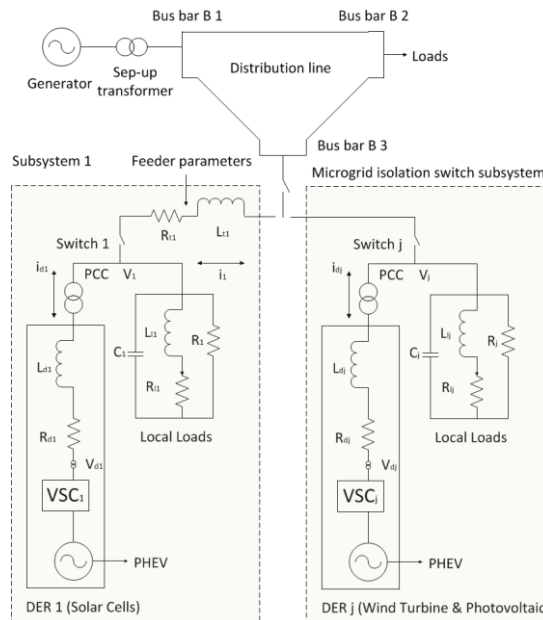 Bus bar B 1
Bus bar B 2
Generator
Sep-up
transformer
Distribution line
Loads
Bus bar B 3
Subsystem 1
Feeder parameters
Microgrid isolation switch subsystem
Rt1
Lt1
Switch 1
Switch j
id1
PCC
V1
i1
idj
PCC
Vj
Ld1
C1
Ll1
R1
Rl1
Ldj
Cj
Llj
Rj
Rlj
Rd1
Local Loads
Rdj
Local Loads
Vd1
Vdj
VSC1
VSCj
PHEV
PHEV
DER 1 (Solar Cells)
DER j (Wind Turbine & Photovoltaic